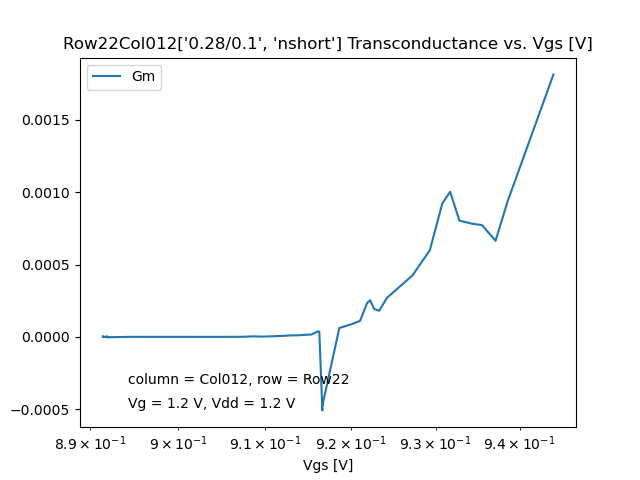 Row22Col012['0.28/0.1', 'nshort'] Transconductance vs. Vgs [V]
Gm
0.0015
0.0010
0.0005
0.0000
−0.0005
column = Col012, row = Row22
Vg = 1.2 V, Vdd = 1.2 V
8.9 × 10⁻¹ 9 × 10⁻¹ 9.1 × 10⁻¹ 9.2 × 10⁻¹ 9.3 × 10⁻¹ 9.4 × 10⁻¹
Vgs [V]